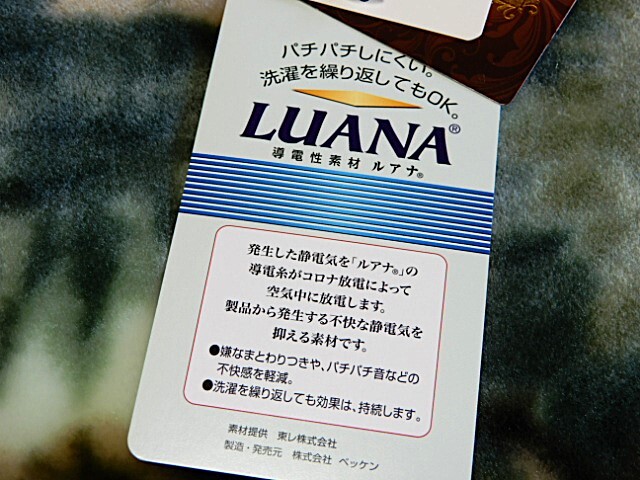 パチパチしにくい。
洗濯を繰り返してもOK。
LUANA®
導電性素材 ルアナ®
発生した静電気を「ルアナ®」の
導電糸がコロナ放電によって
空気中に放電します。
製品から発生する不快な静電気を
抑える素材です。
●嫌なまとわりつきや、パチパチ音などの
不快感を軽減。
●洗濯を繰り返しても効果は、持続します。
素材提供 東レ株式会社
製造・発売元 株式会社 ベッケン